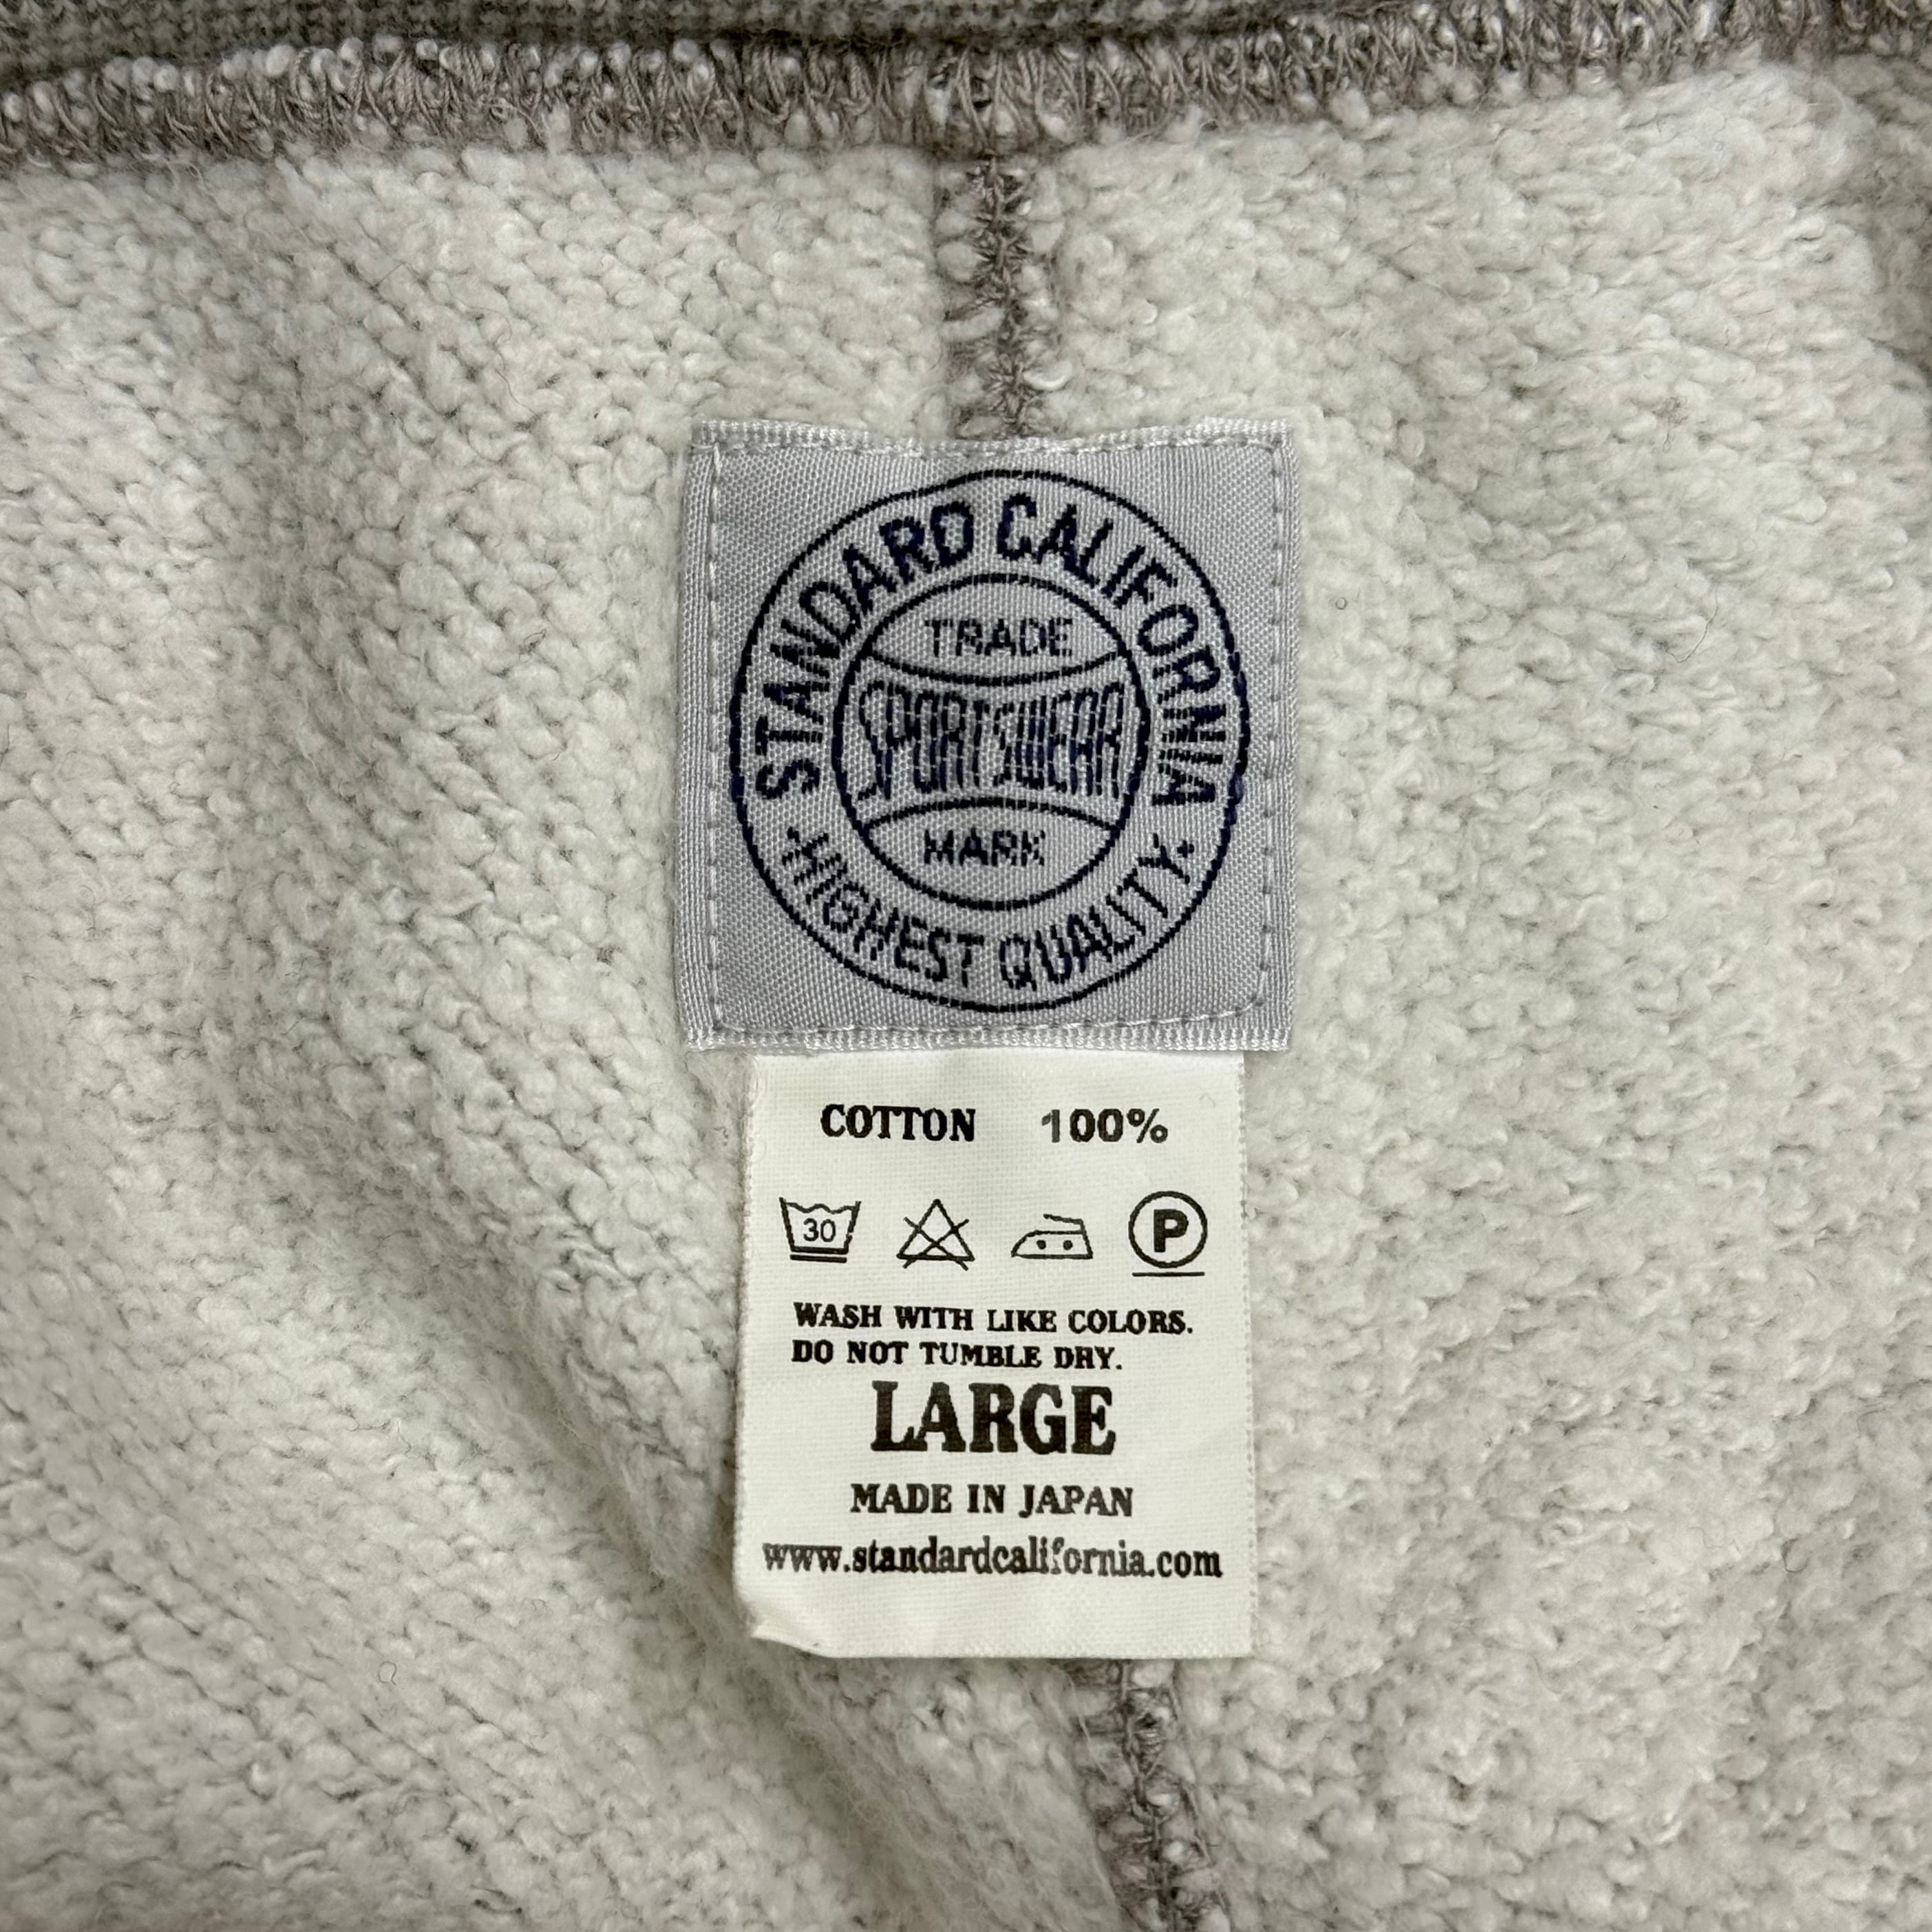 STANDARD CALIFORNIA
TRADE
SPORTSWEAR
MARK
· HIGHEST QUALITY ·
COTTON 100%
30 P
WASH WITH LIKE COLORS.
DO NOT TUMBLE DRY.
LARGE
MADE IN JAPAN
www.standardcalifornia.com